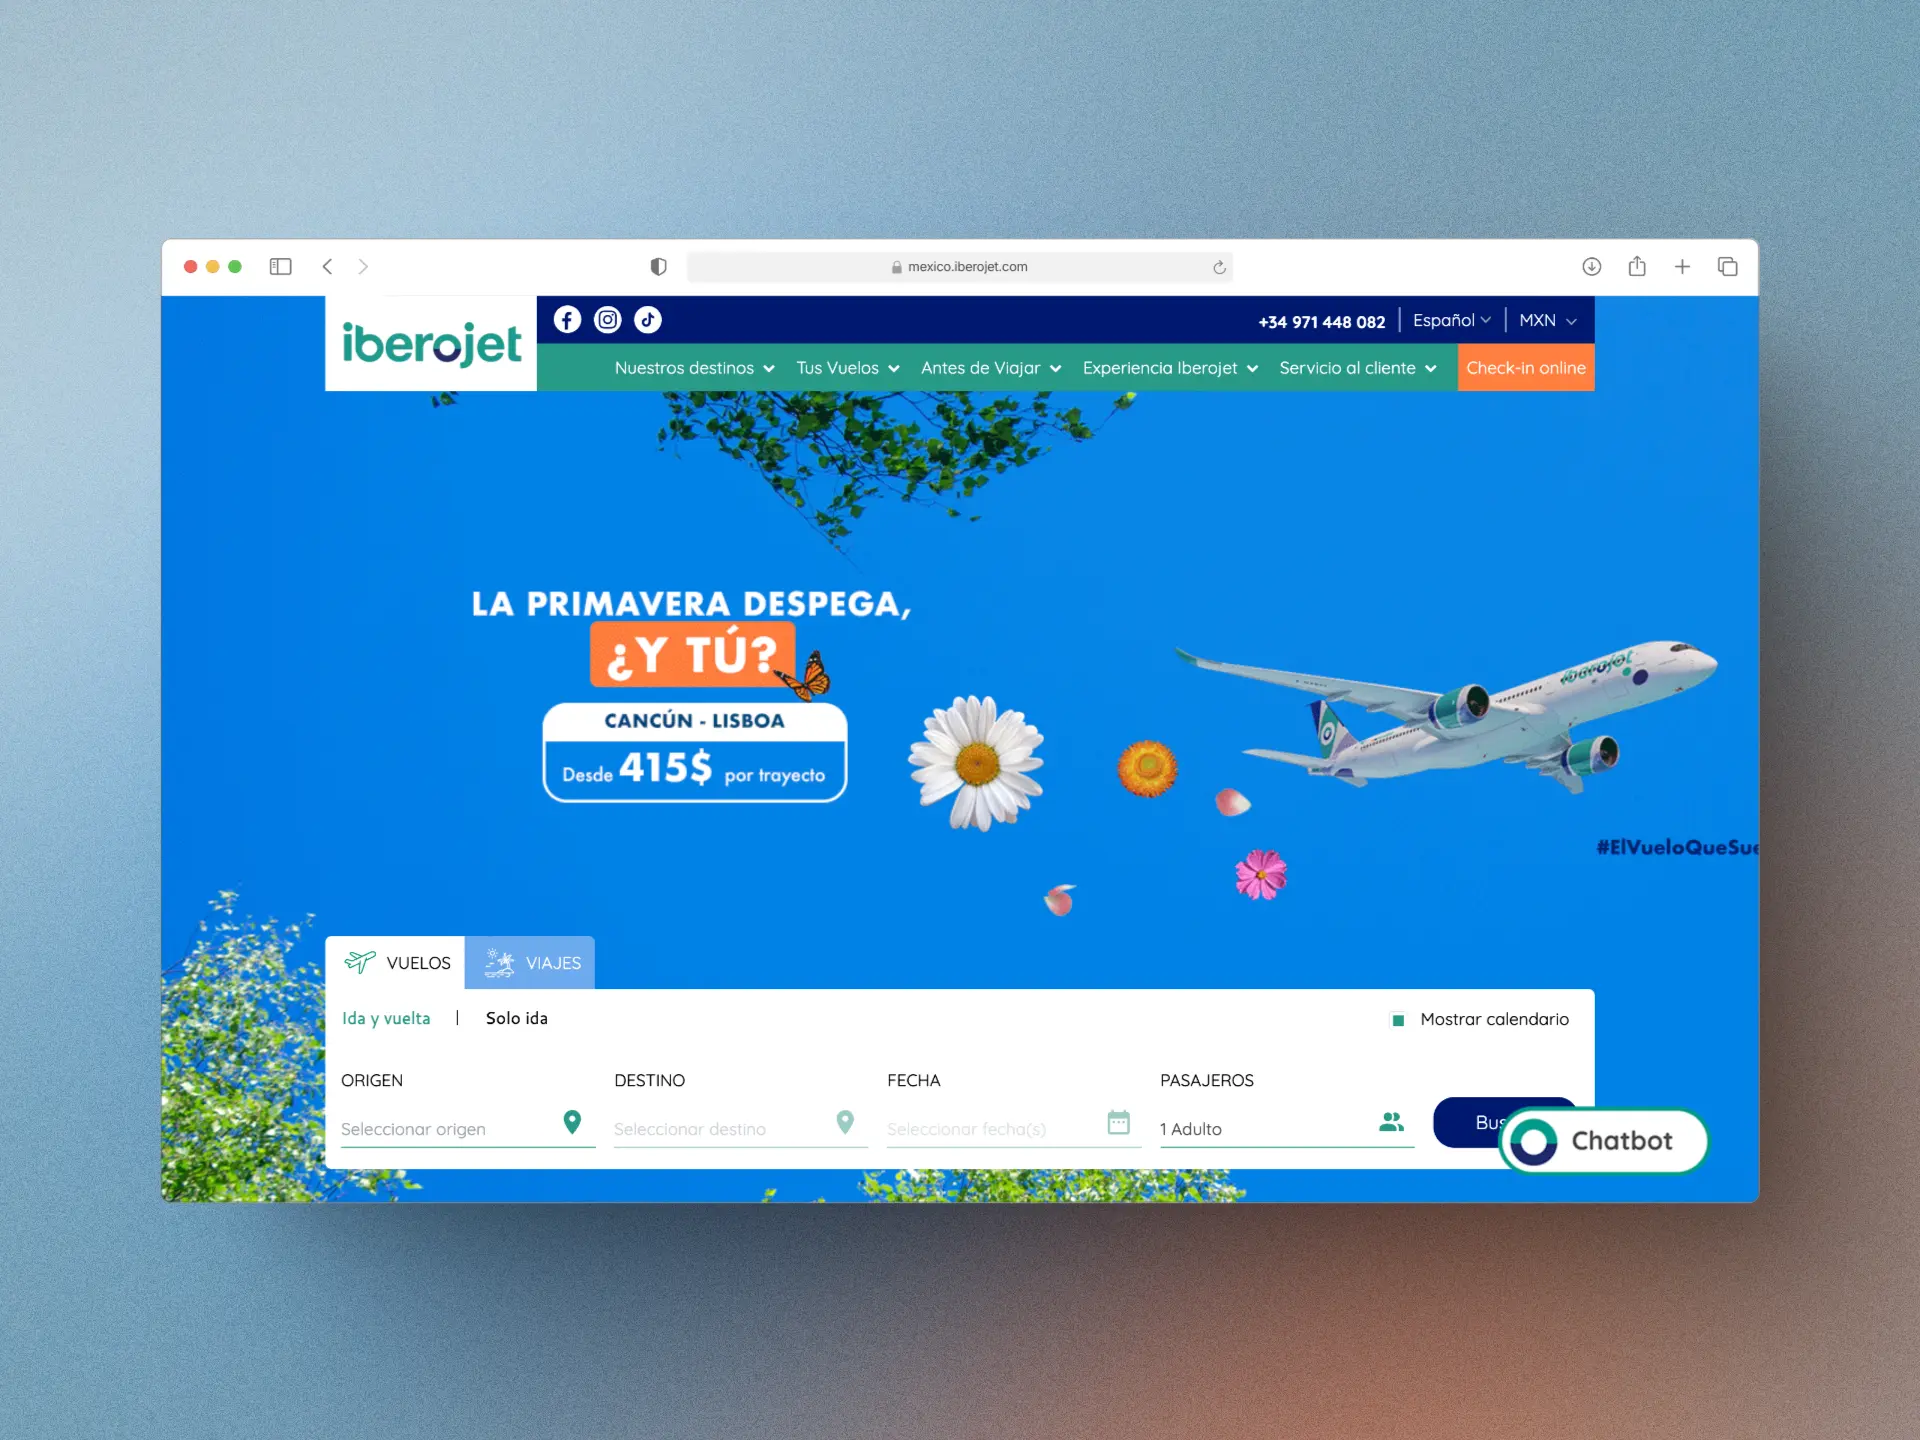 mexico.iberojet.com
iberojet
+34 971 448 082
Español
MXN
Nuestros destinos
Tus Vuelos
Antes de Viajar
Experiencia Iberojet
Servicio al cliente
Check-in online
LA PRIMAVERA DESPEGA,
¿Y TÚ?
CANCÚN - LISBOA
Desde 415$ por trayecto
iberojet
#ElVueloQueSue
VUELOS
VIAJES
Ida y vuelta | Solo ida
Mostrar calendario
ORIGEN
Seleccionar origen
DESTINO
Seleccionar destino
FECHA
Seleccionar fecha(s)
PASAJEROS
1 Adulto
Bus
Chatbot